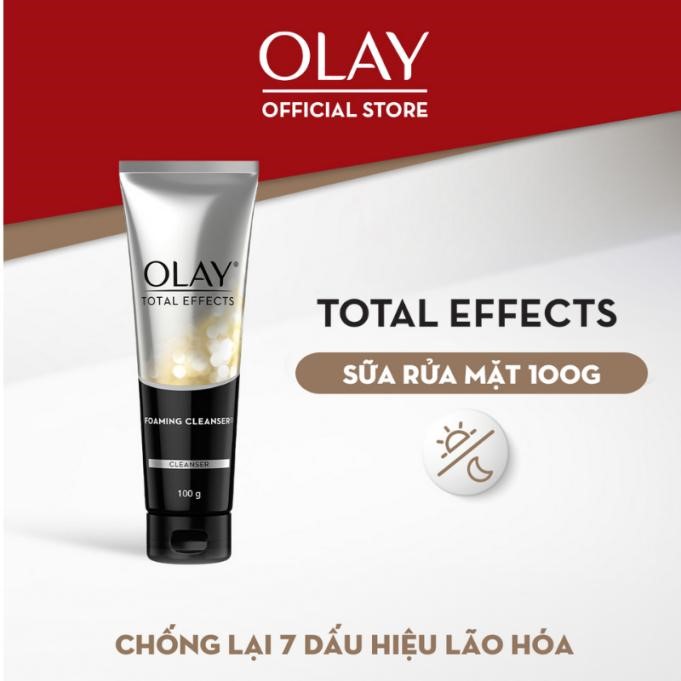 OLAY
OFFICIAL STORE
OLAY®
TOTAL EFFECTS
FOAMING CLEANSER
CLEANSER
100 g
TOTAL EFFECTS
SỮA RỬA MẶT 100G
CHỐNG LẠI 7 DẤU HIỆU LÃO HÓA